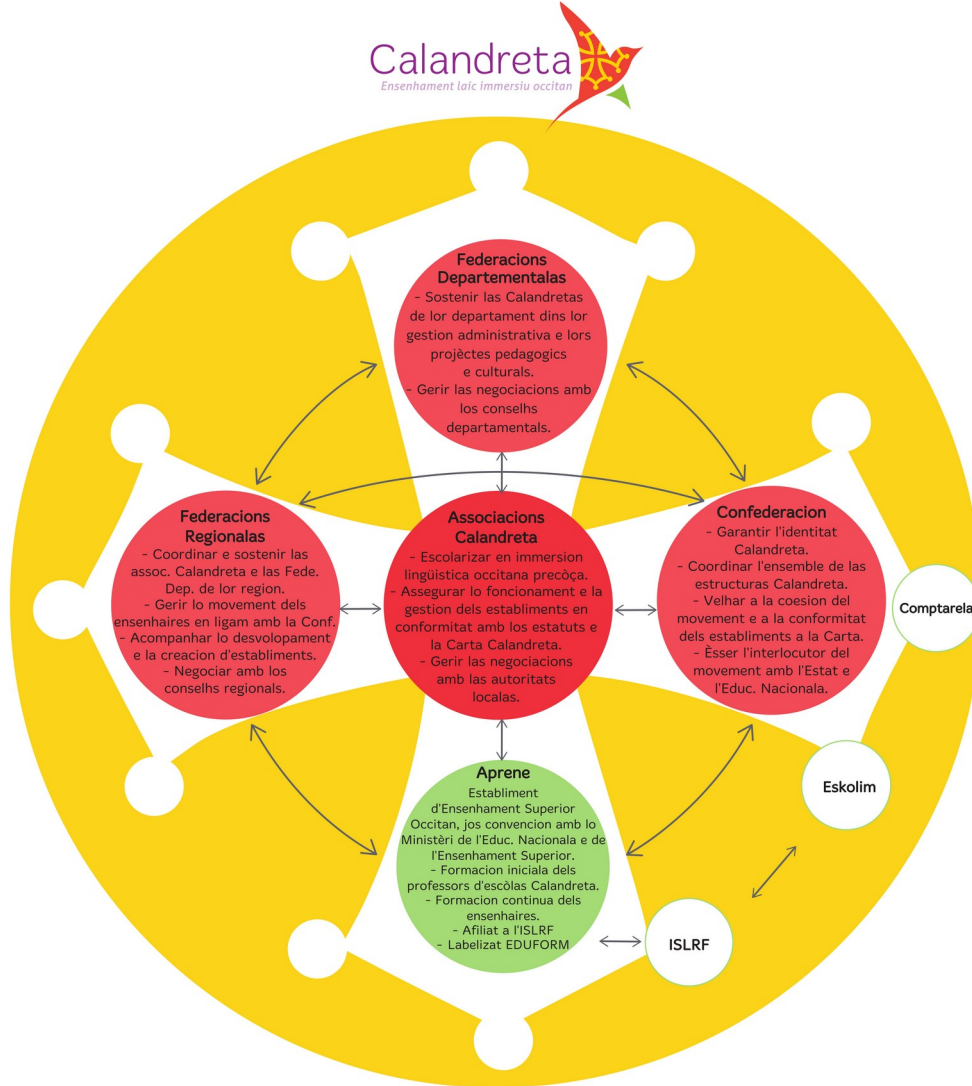 Calandreta
Ensenhament laíc immersiu occitan
Federacions
Departementalas
- Sostenir las Calandretas
de lor departament dins lor
gestion administrativa e lors
projèctes pedagogics
e culturals.
- Gerir las negociacions amb
los conselhs
departamentals.
Federacions
Regionalas
- Coordinar e sostenir las
assoc. Calandreta e las Fede.
Dep. de lor region.
- Gerir lo movement dels
ensenhaires en ligam amb la Conf.
- Acompanhar lo desvolopament
e la creacion d'establiments.
- Negociar amb los
conselhs regionals.
Associacions
Calandreta
- Escolarizar en immersion
lingüistica occitana precòça.
- Assegurar lo foncionament e la
gestion dels establiments en
conformitat amb los estatuts e
la Carta Calandreta.
- Gerir las negociacions
amb las autoritats
localas.
Confederacion
- Garantir l'identitat
Calandreta.
- Coordinar l'ensemble de las
estructuras Calandreta.
- Velhar a la coesion del
movement e a la conformitat
dels establiments a la Carta.
- Èsser l'interlocutor del
movement amb l'Estat e
l'Educ. Nacionala.
Comptarela
Eskolim
Aprene
Establiment
d'Ensenhament Superior
Occitan, jos convencion amb lo
Ministèri de l'Educ. Nacionala e de
l'Ensenhament Superior.
- Formacion iniciala dels
professors d'escòlas Calandreta.
- Formacion continua dels
ensenhaires.
- Afiliat a l'ISLRF
- Labelizat EDUFORM
ISLRF